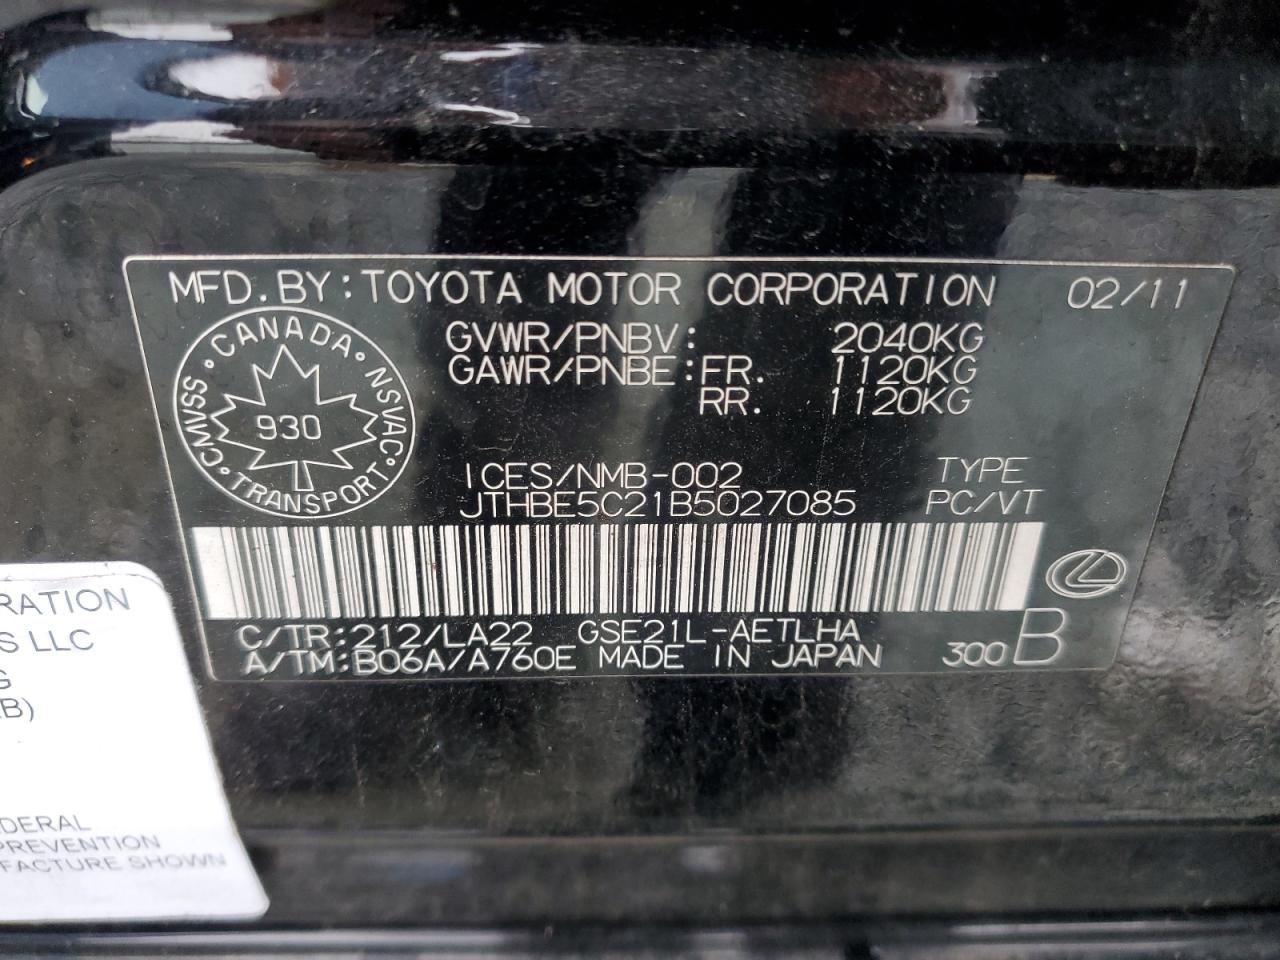 MFD. BY: TOYOTA MOTOR CORPORATION 02/11
GVWR/PNBV: 2040KG
GAWR/PNBE: FR. 1120KG
RR. 1120KG
CANADA
CMVSS · NSVAC
930
TRANSPORT
ICES/NMB-002 TYPE
JTHBE5C21B5027085 PC/VT
C/TR: 212/LA22 GSE21L-AETLHA
A/TM: B06A/A760E MADE IN JAPAN 300 B
RATION
S LLC
G
B)
DERAL
PREVENTION
FACTURE SHOWN